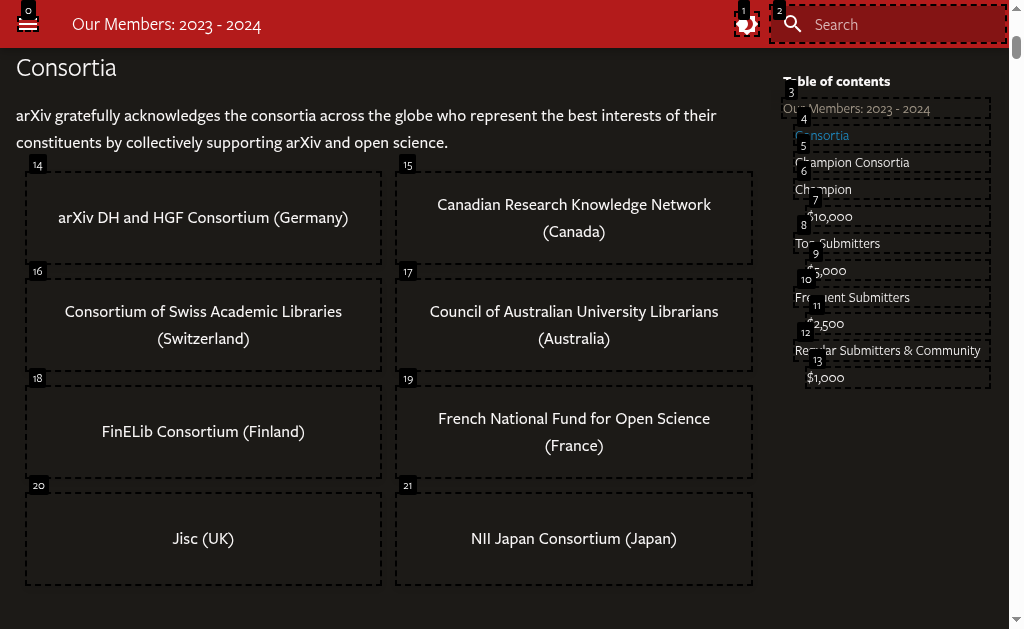 0
Our Members: 2023 - 2024
1
2
Search
Consortia
arXiv gratefully acknowledges the consortia across the globe who represent the best interests of their
constituents by collectively supporting arXiv and open science.
14
arXiv DH and HGF Consortium (Germany)
15
Canadian Research Knowledge Network
(Canada)
16
Consortium of Swiss Academic Libraries
(Switzerland)
17
Council of Australian University Librarians
(Australia)
18
FinELib Consortium (Finland)
19
French National Fund for Open Science
(France)
20
Jisc (UK)
21
NII Japan Consortium (Japan)
Table of contents
3
Our Members: 2023 - 2024
4
Consortia
5
Champion Consortia
6
Champion
7
$10,000
8
Top Submitters
9
$5,000
10
Frequent Submitters
11
$2,500
12
Regular Submitters & Community
13
$1,000